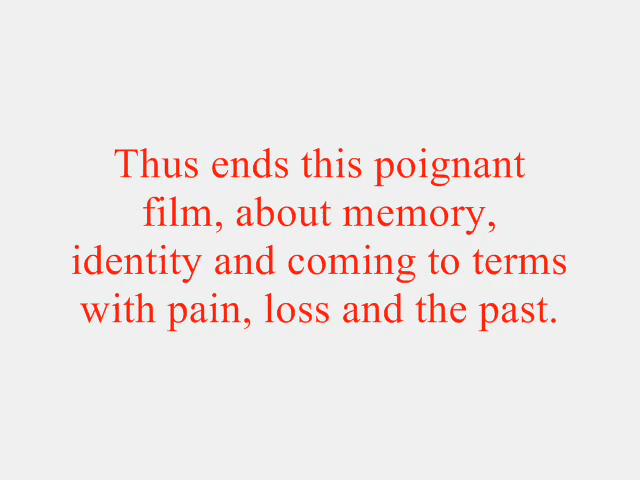 Thus ends this poignant
film, about memory,
identity and coming to terms
with pain, loss and the past.